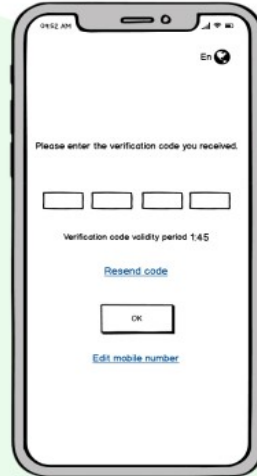 09:52 AM
En
Please enter the verification code you received.
Verification code validity period 1:45
Resend code
OK
Edit mobile number